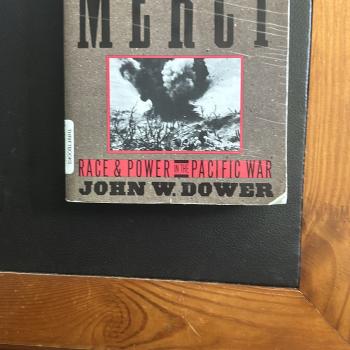 MERCY
RACE & POWER IN THE PACIFIC WAR
JOHN W. DOWER